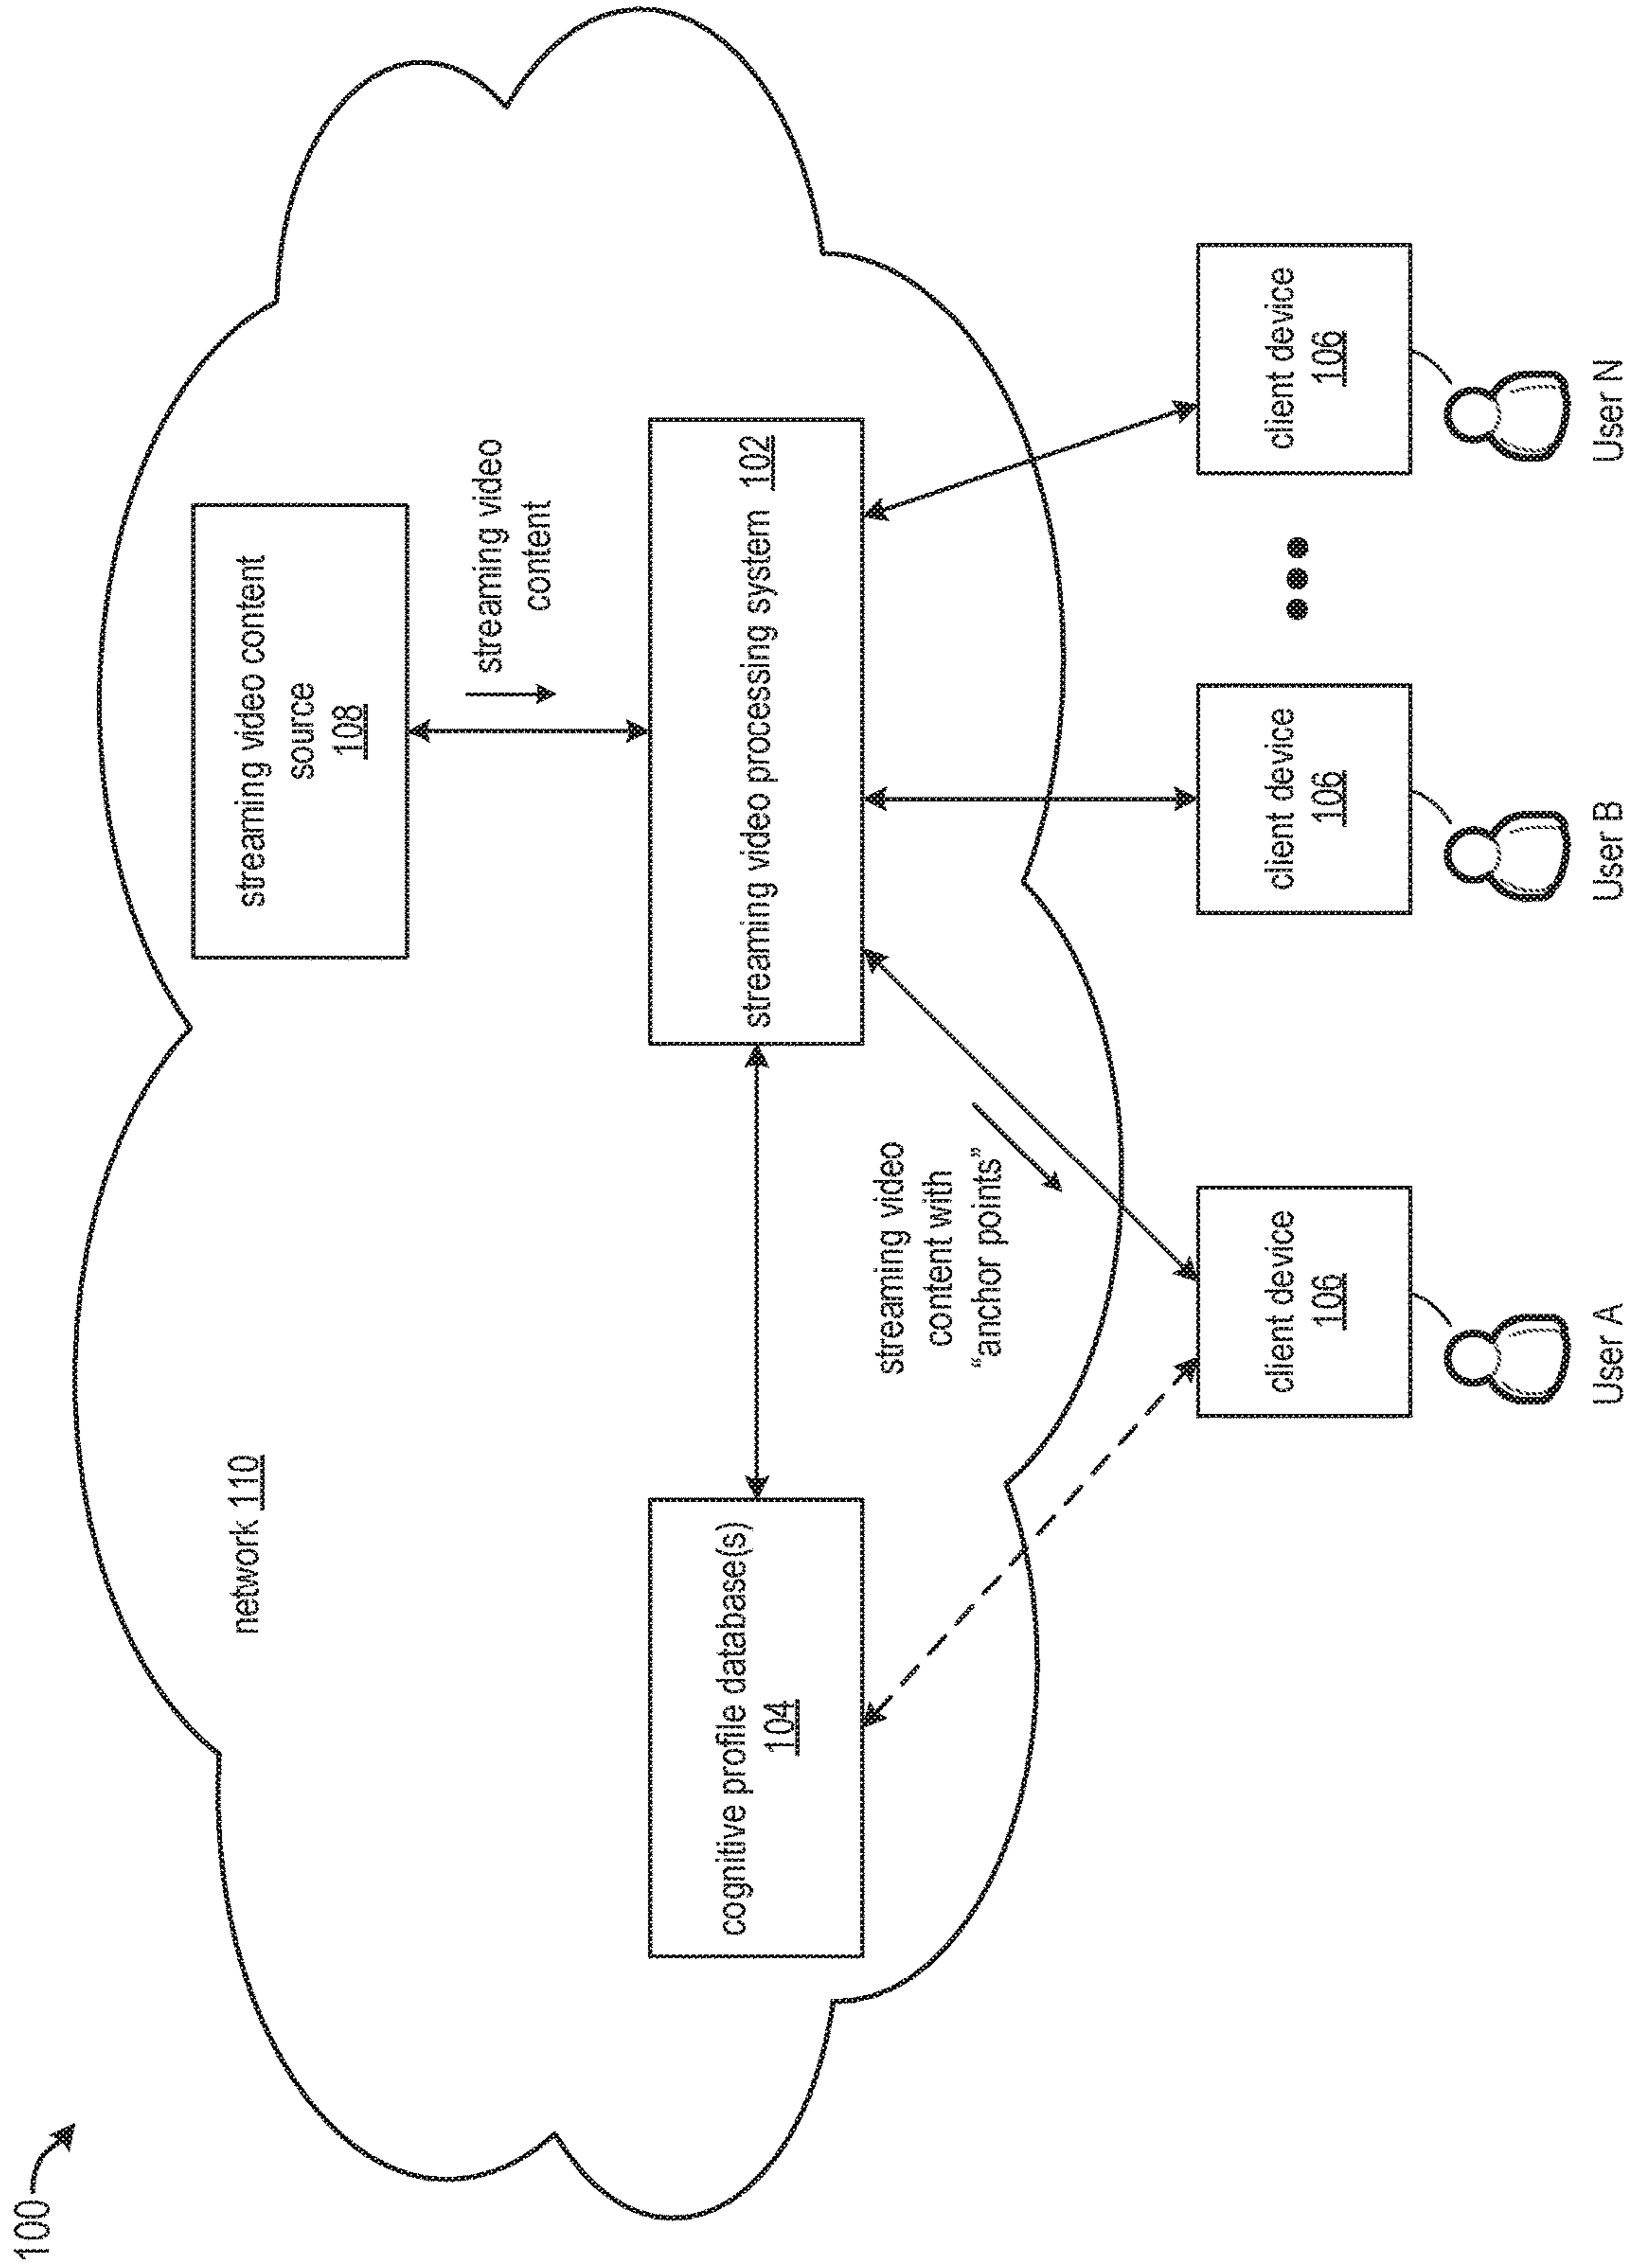 100
network 110
streaming video content
source
108
streaming video
content
cognitive profile database(s)
104
streaming video processing system 102
streaming video
content with
“anchor points”
client device
106
client device
106
client device
106
User A
User B
User N